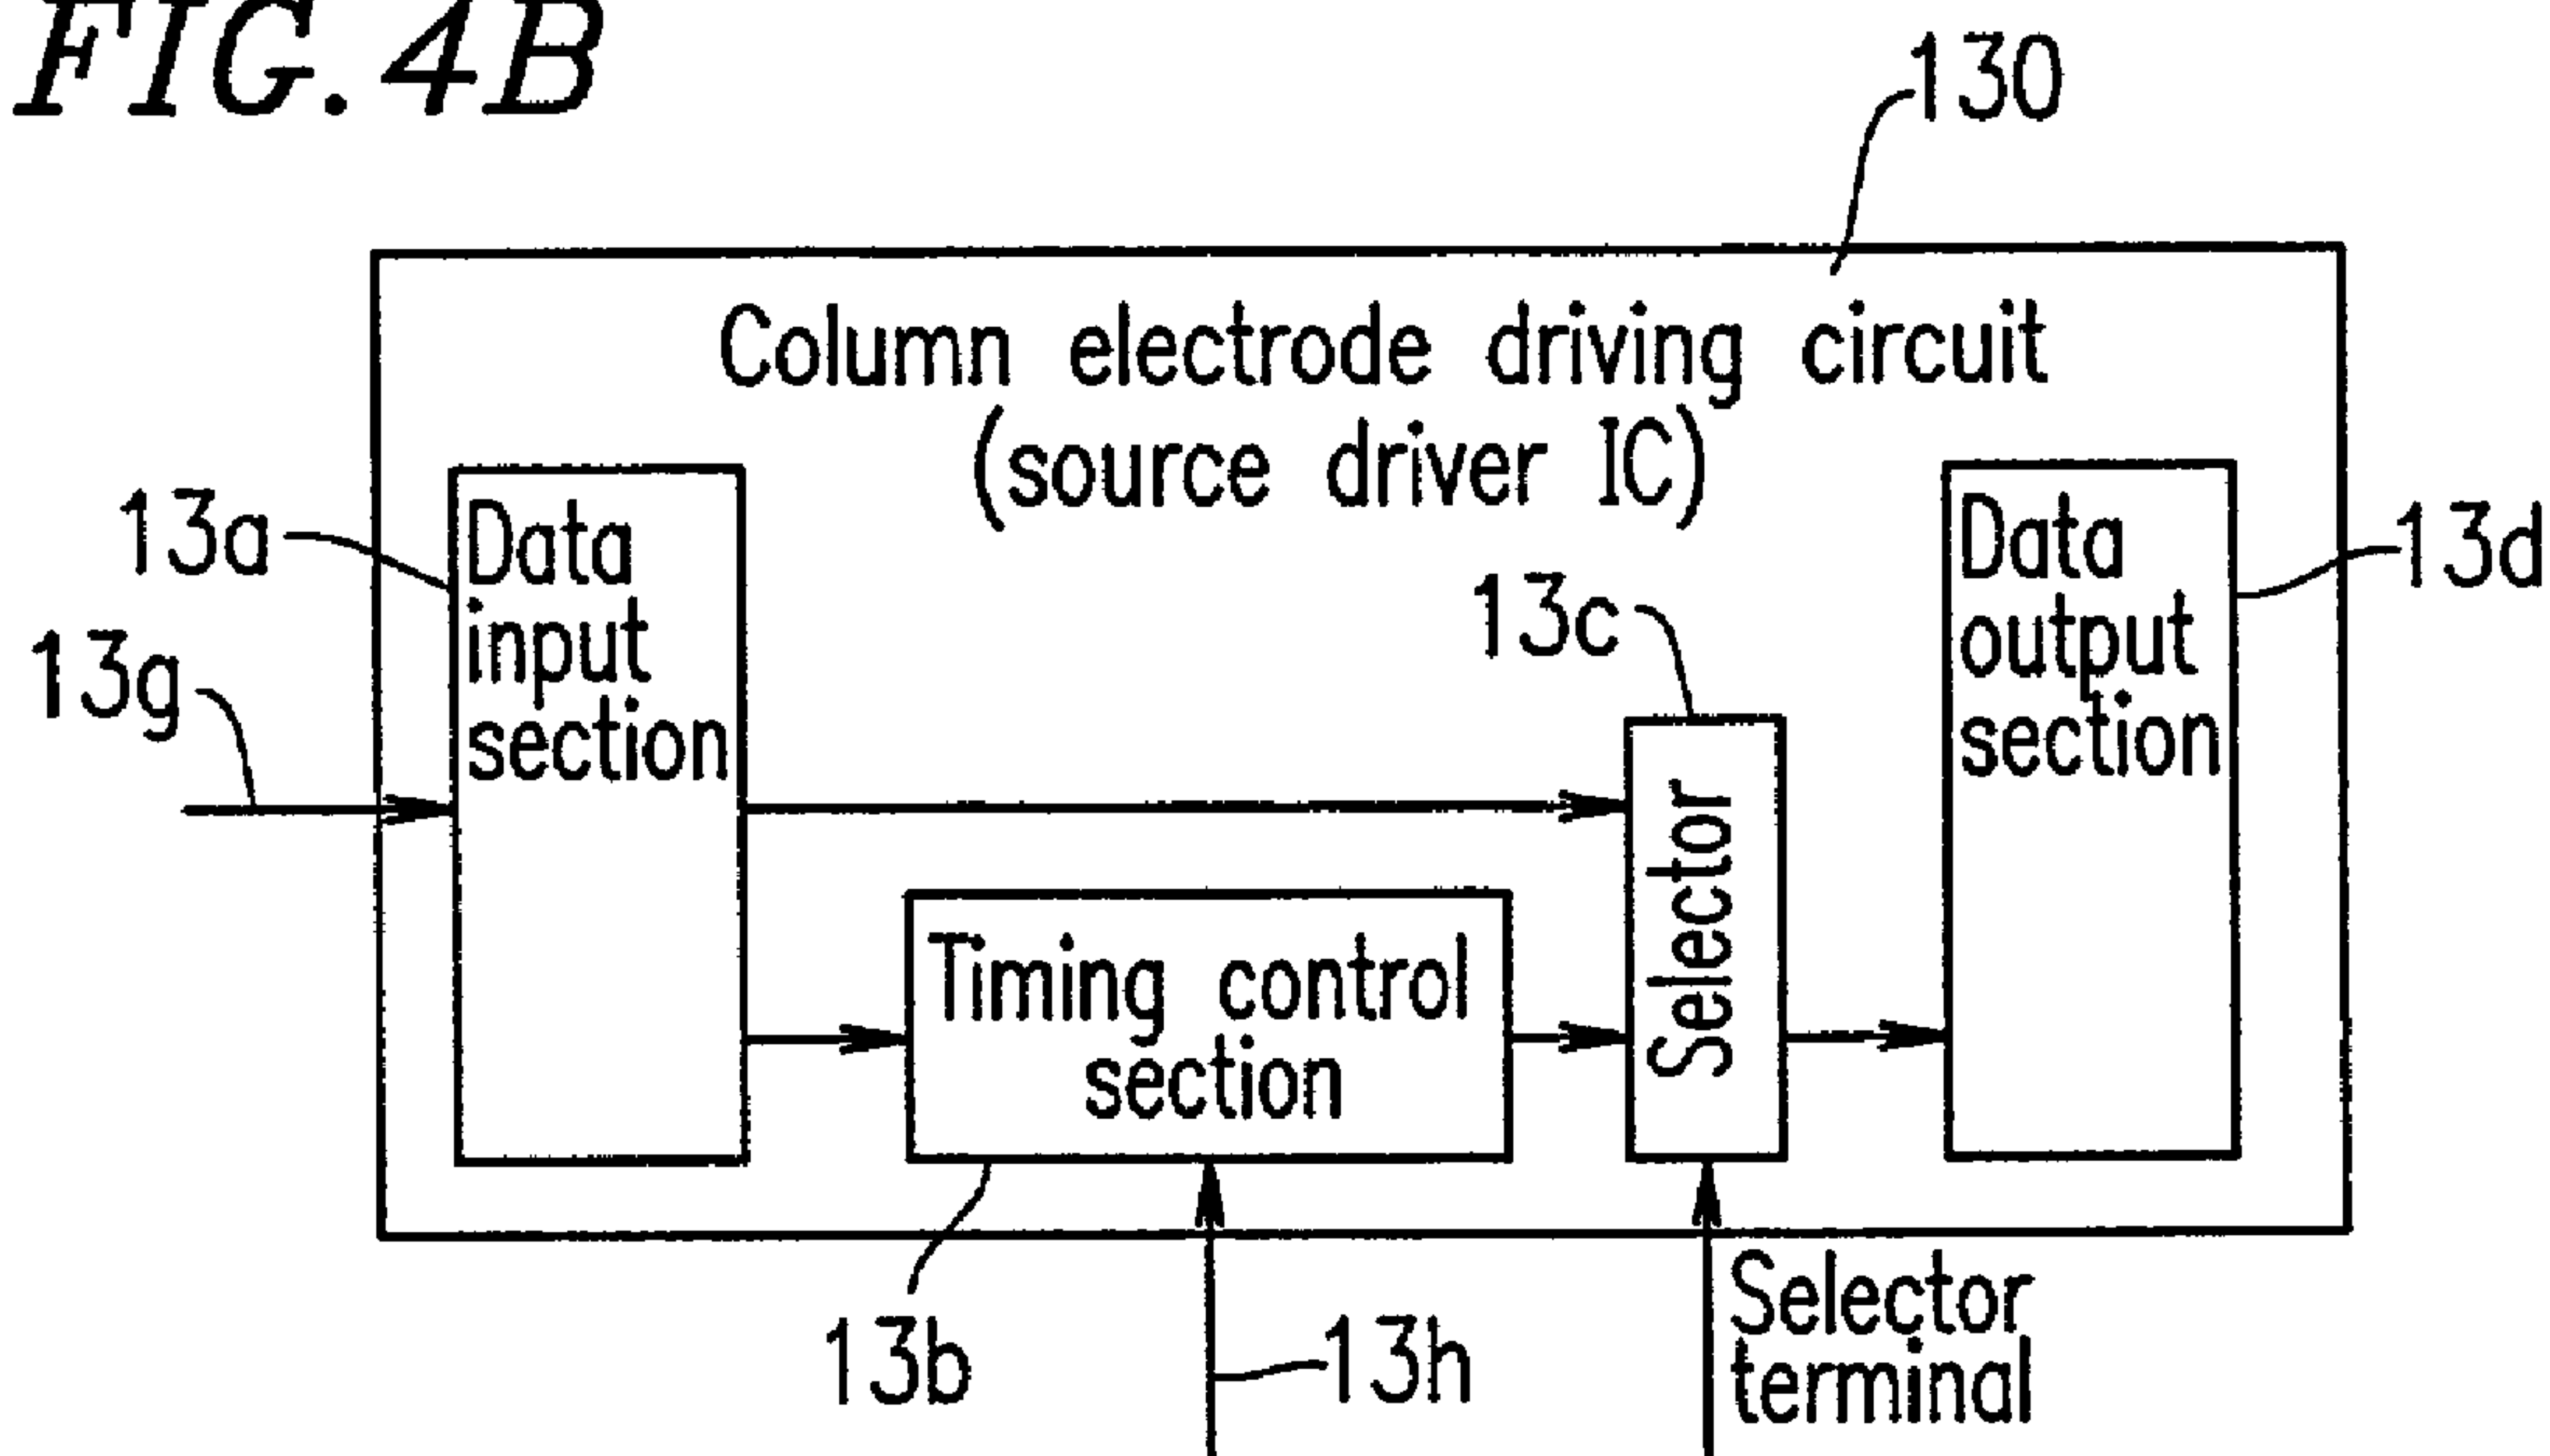 FIG. 4B
130
Column electrode driving circuit
(source driver IC)
13a
Data
input
section
13g
13c
Selector
Data
output
section
13d
Timing control
section
13b
13h
Selector
terminal